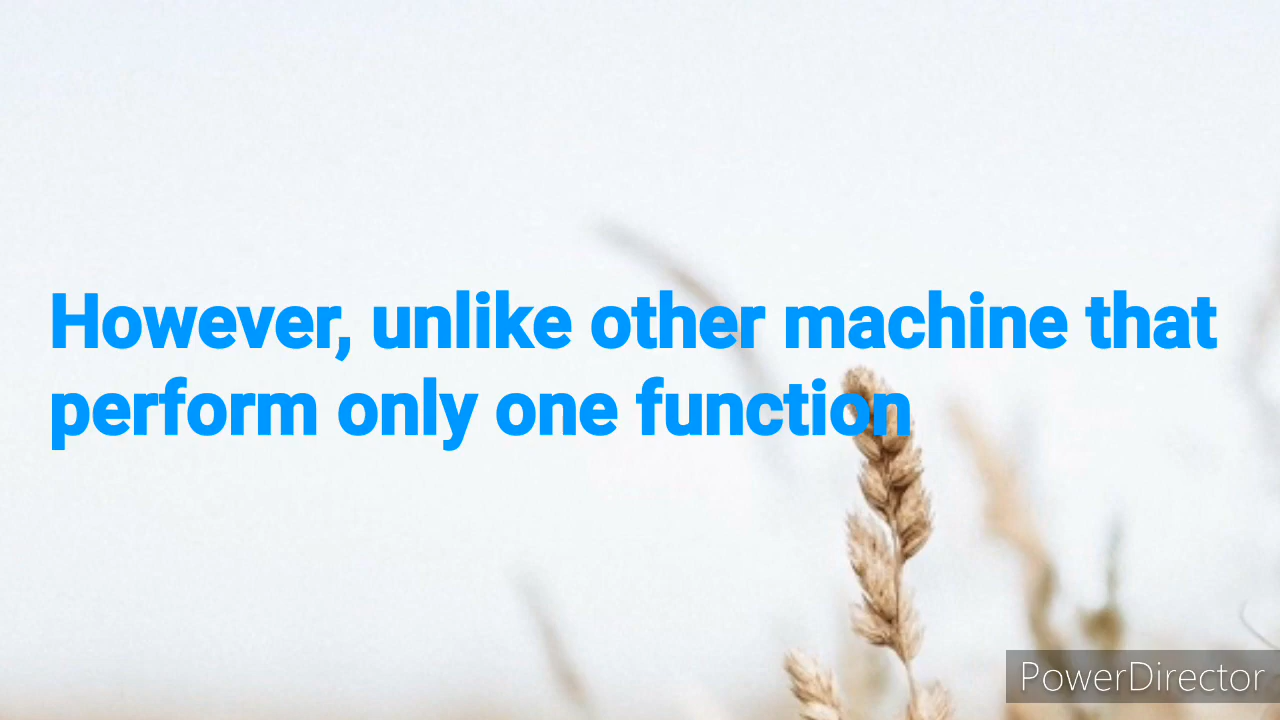 However, unlike other machine that
perform only one function
PowerDirector